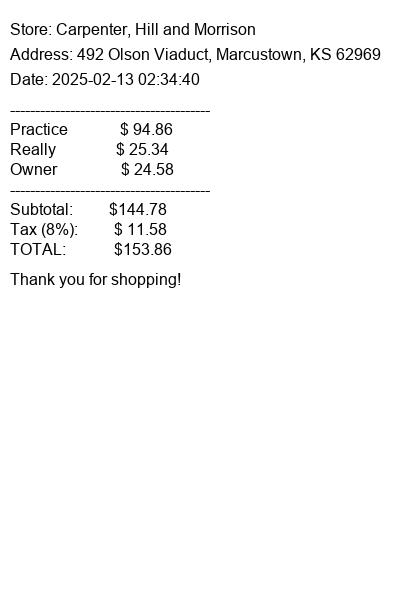 Store: Carpenter, Hill and Morrison
Address: 492 Olson Viaduct, Marcustown, KS 62969
Date: 2025-02-13 02:34:40
----------------------------------------
Practice $ 94.86
Really $ 25.34
Owner $ 24.58
----------------------------------------
Subtotal: $144.78
Tax (8%): $ 11.58
TOTAL: $153.86
Thank you for shopping!